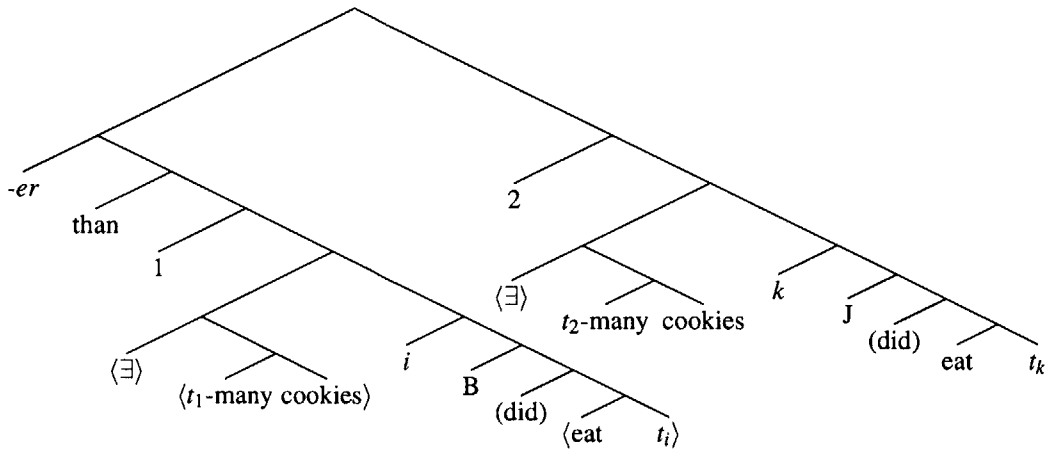 -er
than
2
1
⟨∃⟩
t₂-many cookies
k
J
(did)
eat
tₖ
⟨∃⟩
⟨t₁-many cookies⟩
i
B
(did)
⟨eat
tᵢ⟩